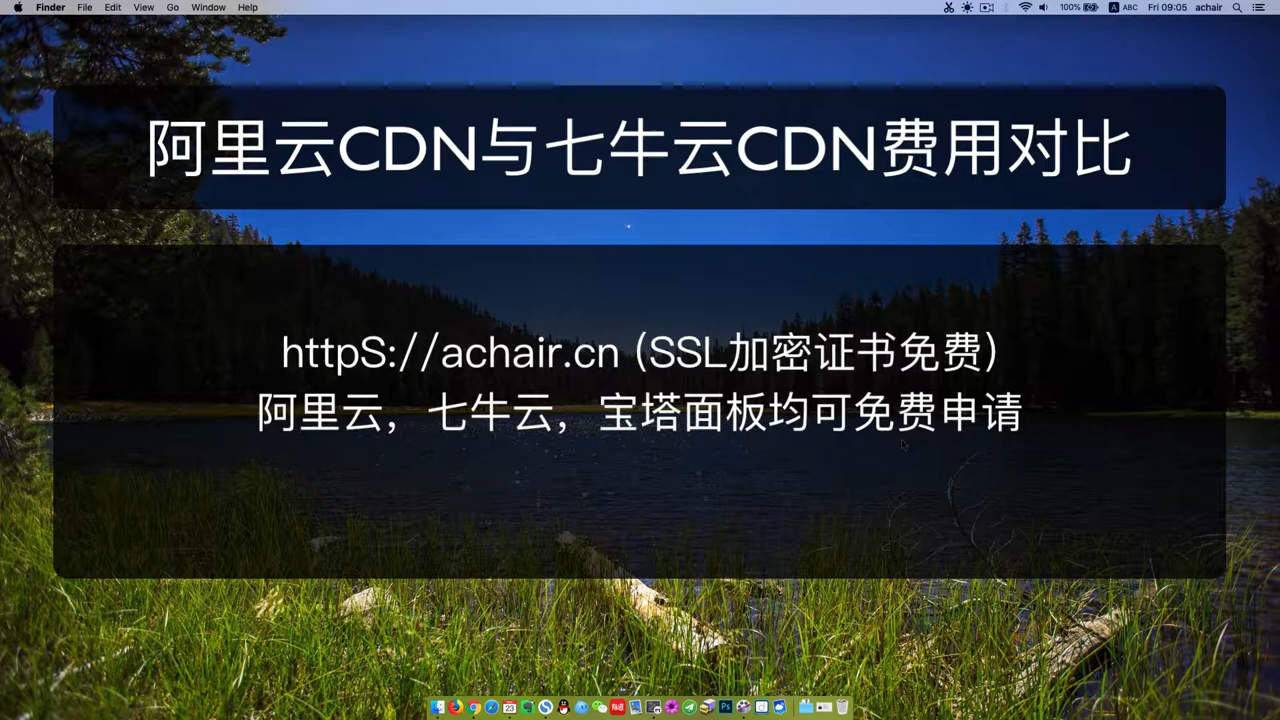 Finder File Edit View Go Window Help 100% A ABC Fri 09:05 achair
阿里云CDN与七牛云CDN费用对比
httpS://achair.cn (SSL加密证书免费)
阿里云，七牛云，宝塔面板均可免费申请
23
Ps